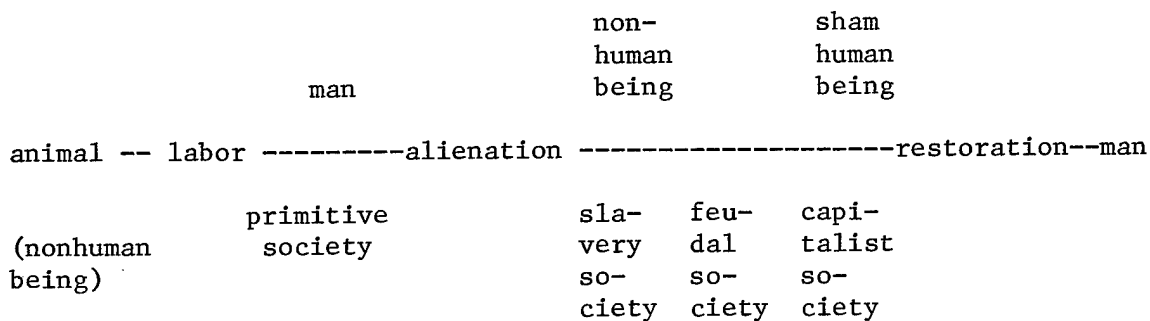 non- sham
human human
man being being
animal -- labor ---------alienation --------------------restoration--man
primitive sla- feu- capi-
(nonhuman society very dal talist
being) so- so- so-
ciety ciety ciety